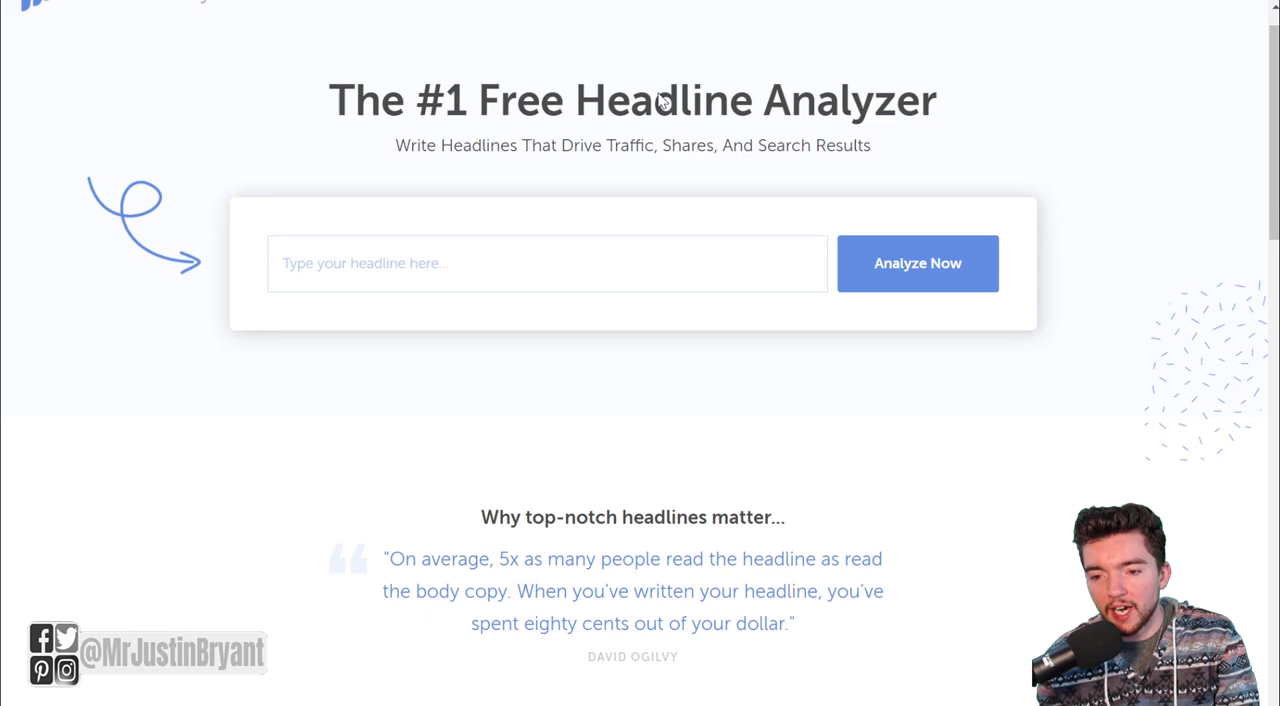 The #1 Free Headline Analyzer
Write Headlines That Drive Traffic, Shares, And Search Results
Type your headline here...
Analyze Now
Why top-notch headlines matter...
"On average, 5x as many people read the headline as read
the body copy. When you’ve written your headline, you’ve
spent eighty cents out of your dollar."
DAVID OGILVY
@MrJustinBryant